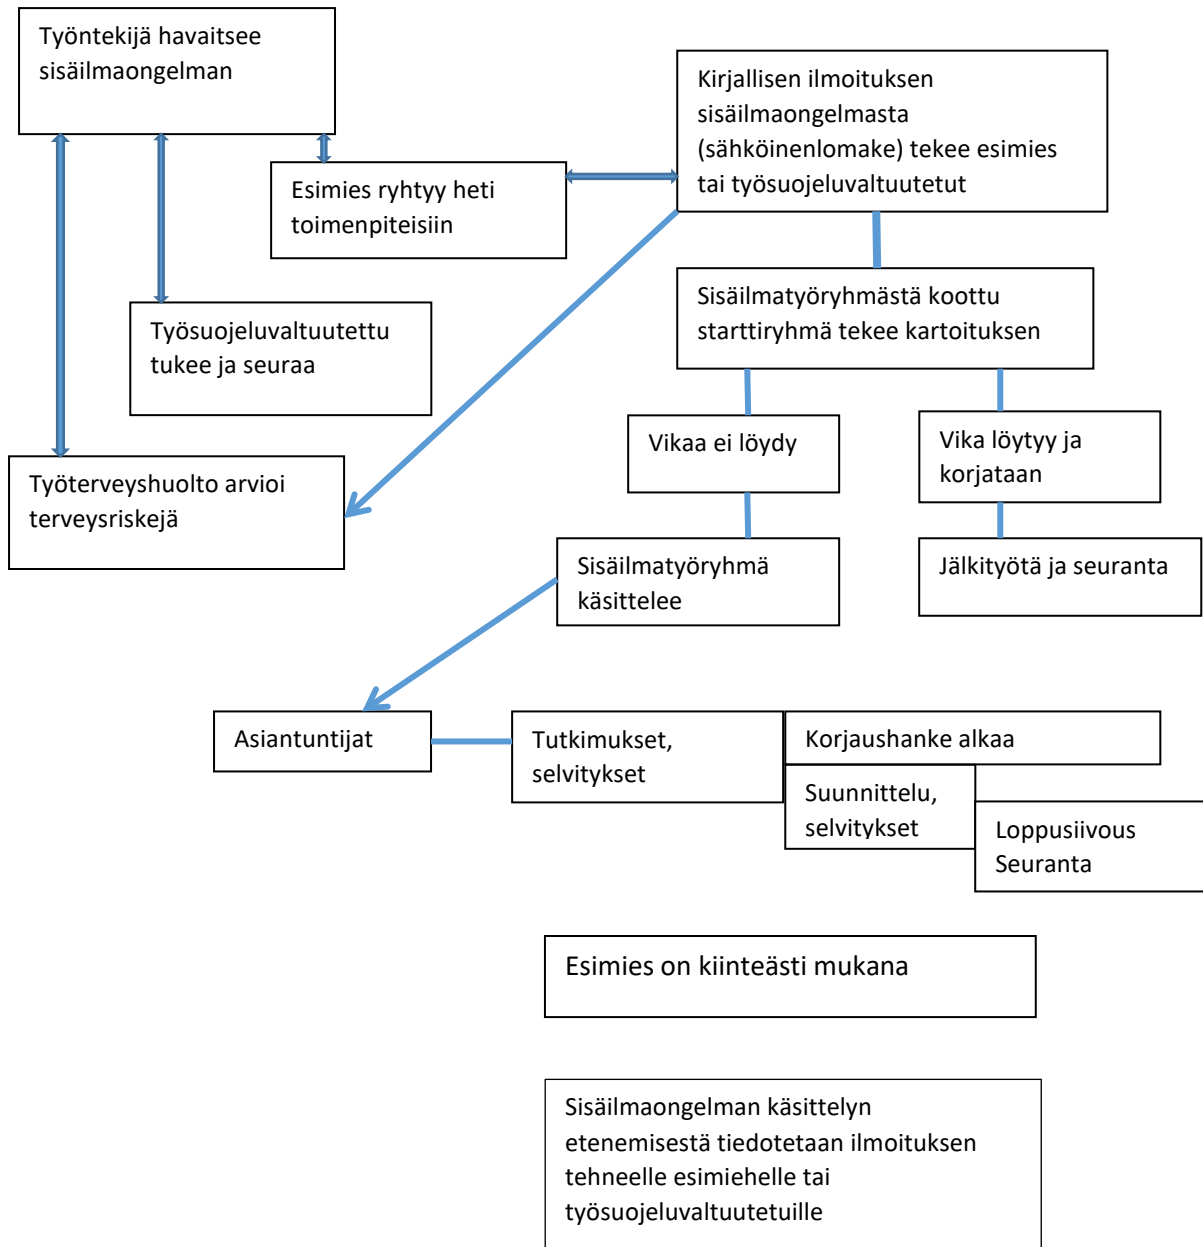 Työntekijä havaitsee
sisäilmaongelman
Kirjallisen ilmoituksen
sisäilmaongelmasta
(sähköinenlomake) tekee esimies
tai työsuojeluvaltuutetut
Esimies ryhtyy heti
toimenpiteisiin
Sisäilmatyöryhmästä koottu
starttiryhmä tekee kartoituksen
Työsuojeluvaltuutettu
tukee ja seuraa
Vikaa ei löydy
Vika löytyy ja
korjataan
Työterveyshuolto arvioi
terveysriskejä
Sisäilmatyöryhmä
käsittelee
Jälkityötä ja seuranta
Asiantuntijat
Tutkimukset,
selvitykset
Korjaushanke alkaa
Suunnittelu,
selvitykset
Loppusiivous
Seuranta
Esimies on kiinteästi mukana
Sisäilmaongelman käsittelyn
etenemisestä tiedotetaan ilmoituksen
tehneelle esimiehelle tai
työsuojeluvaltuutetuille